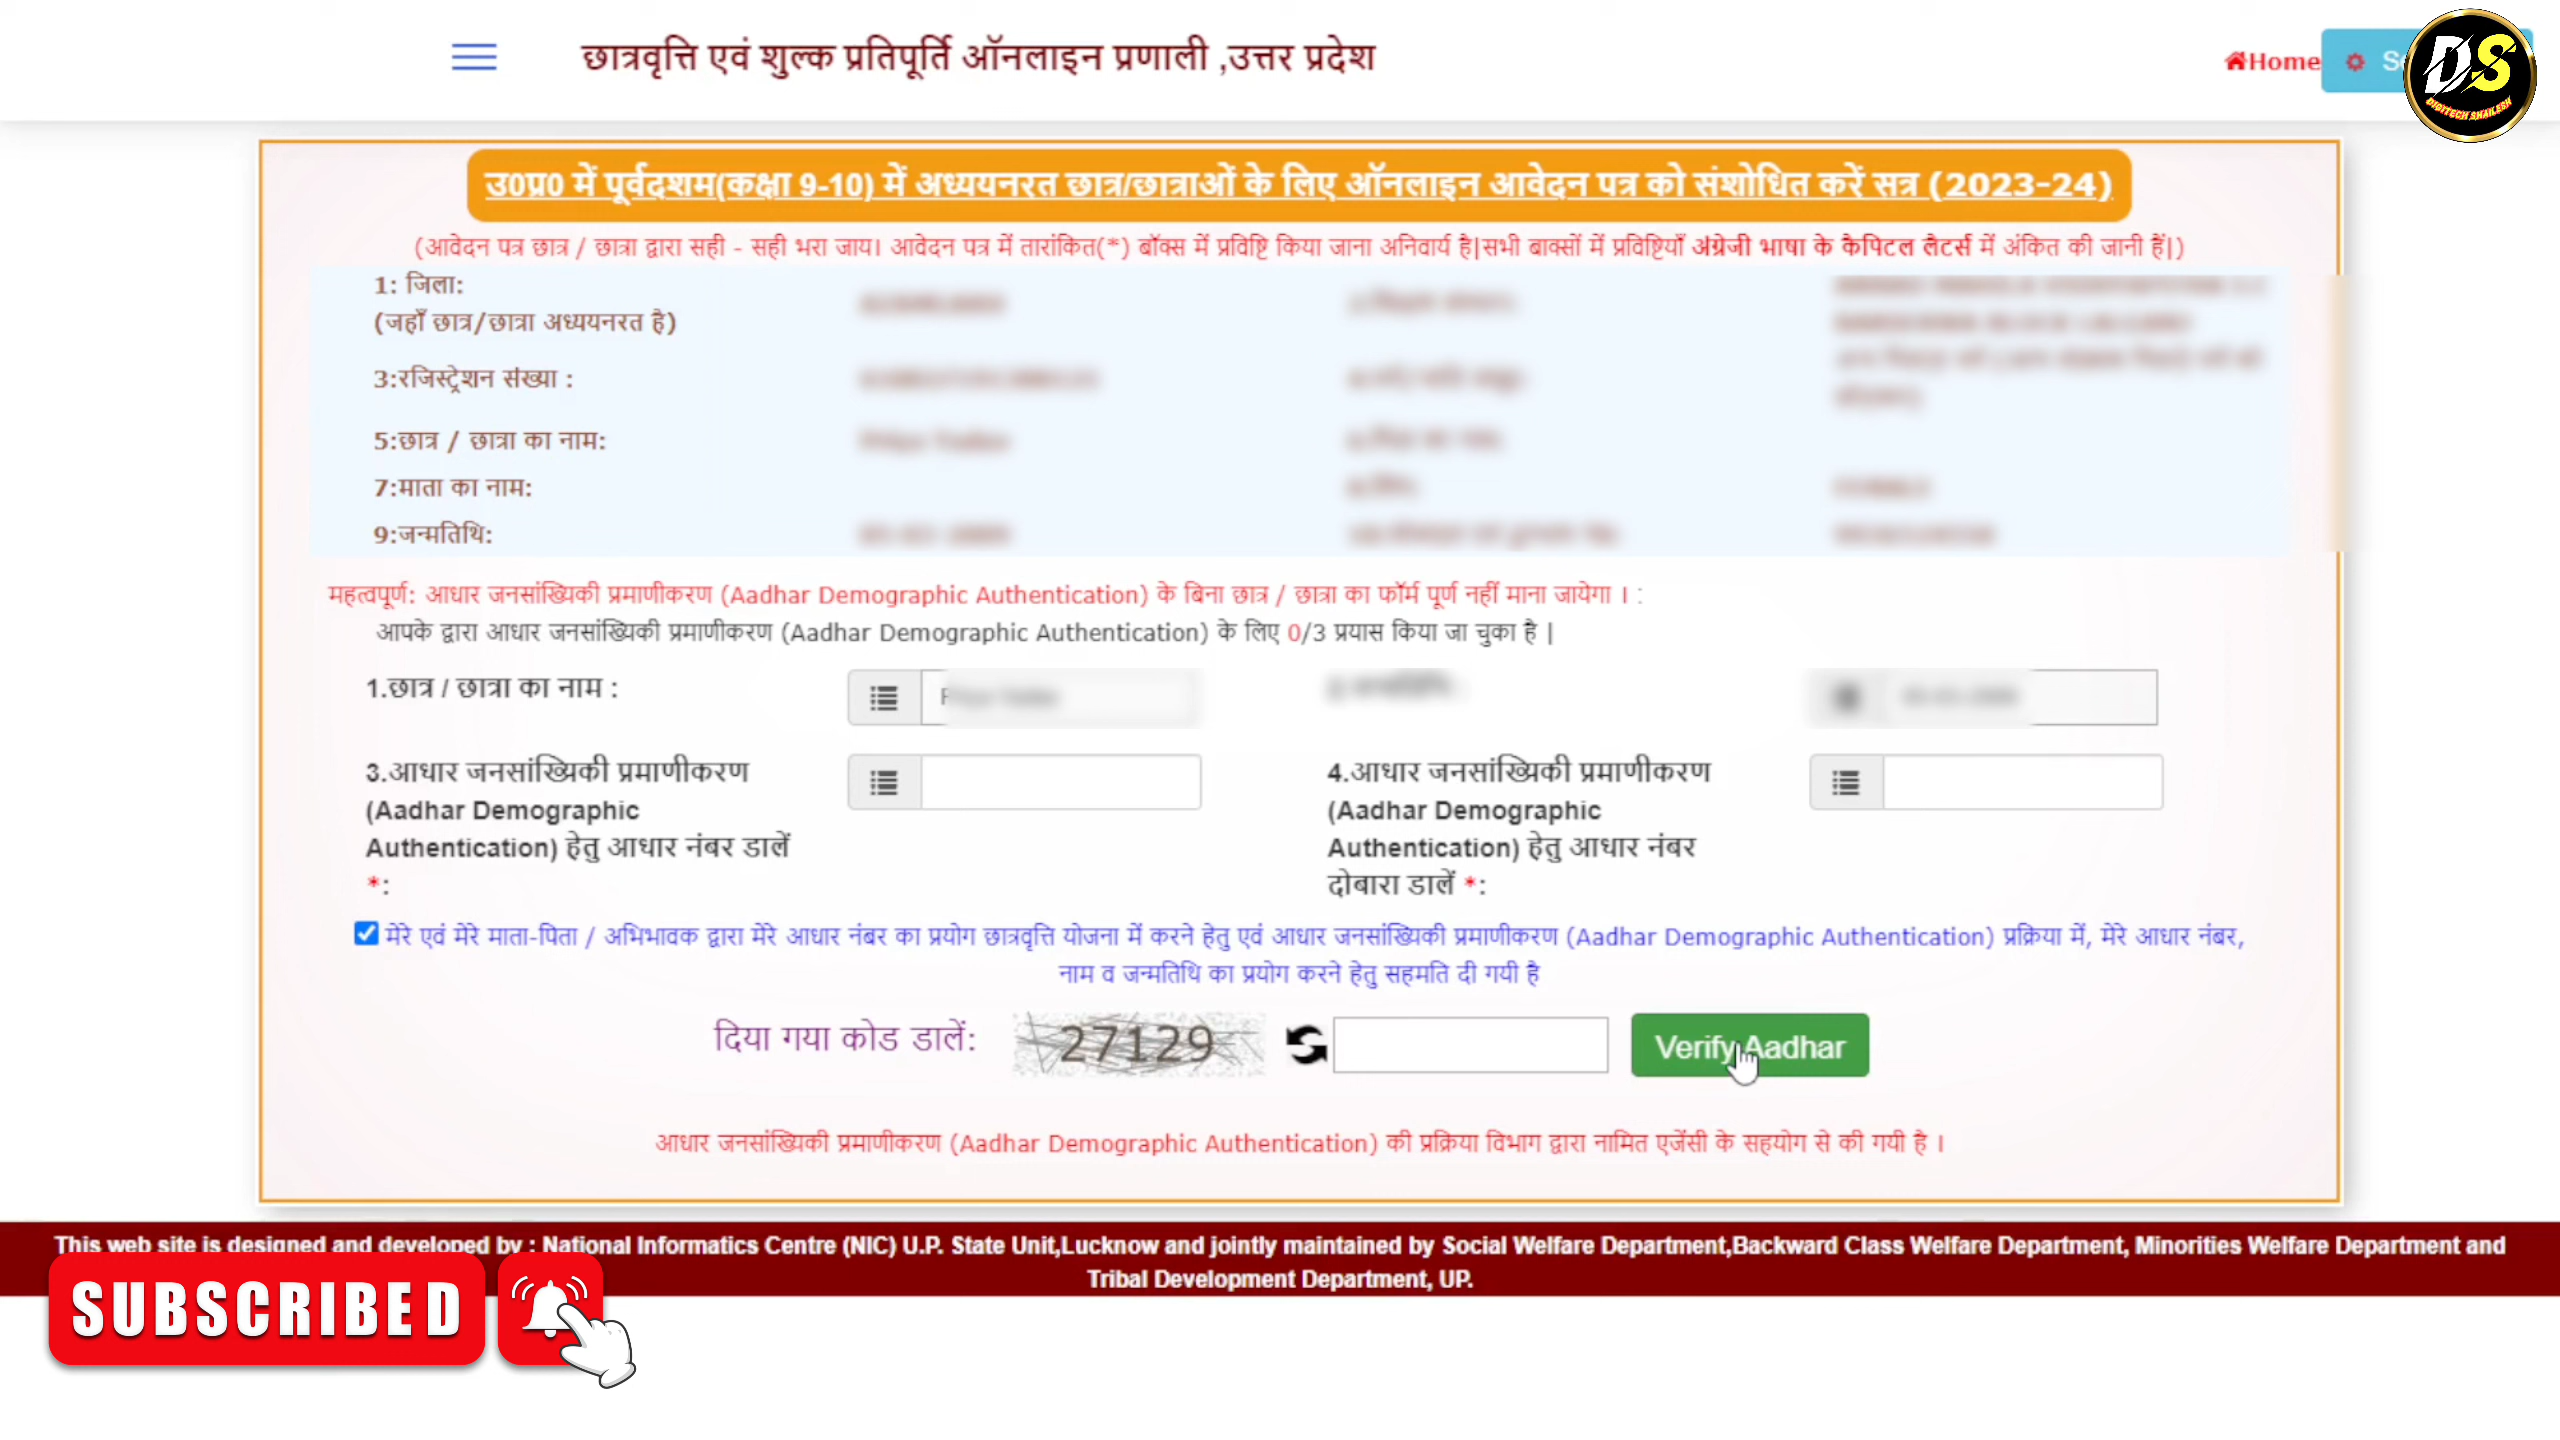 छात्रवृत्ति एवं शुल्क प्रतिपूर्ति ऑनलाइन प्रणाली ,उत्तर प्रदेश
Home
DS
DIGITECH SHAILESH
उ0प्र0 में पूर्वदशम(कक्षा 9-10) में अध्ययनरत छात्र/छात्राओं के लिए ऑनलाइन आवेदन पत्र को संशोधित करें सत्र (2023-24)
(आवेदन पत्र छात्र / छात्रा द्वारा सही - सही भरा जाय। आवेदन पत्र में तारांकित(*) बॉक्स में प्रविष्टि किया जाना अनिवार्य है|सभी बाक्सों में प्रविष्टियाँ अंग्रेजी भाषा के कैपिटल लैटर्स में अंकित की जानी हैं|)
1: जिला:
(जहाँ छात्र/छात्रा अध्ययनरत है)
3:रजिस्ट्रेशन संख्या :
5:छात्र / छात्रा का नाम:
7:माता का नाम:
9:जन्मतिथि:
महत्वपूर्ण: आधार जनसांख्यिकी प्रमाणीकरण (Aadhar Demographic Authentication) के बिना छात्र / छात्रा का फॉर्म पूर्ण नहीं माना जायेगा । :
आपके द्वारा आधार जनसांख्यिकी प्रमाणीकरण (Aadhar Demographic Authentication) के लिए 0/3 प्रयास किया जा चुका है |
1.छात्र / छात्रा का नाम :
3.आधार जनसांख्यिकी प्रमाणीकरण
(Aadhar Demographic
Authentication) हेतु आधार नंबर डालें
*:
4.आधार जनसांख्यिकी प्रमाणीकरण
(Aadhar Demographic
Authentication) हेतु आधार नंबर
दोबारा डालें *:
मेरे एवं मेरे माता-पिता / अभिभावक द्वारा मेरे आधार नंबर का प्रयोग छात्रवृत्ति योजना में करने हेतु एवं आधार जनसांख्यिकी प्रमाणीकरण (Aadhar Demographic Authentication) प्रक्रिया में, मेरे आधार नंबर,
नाम व जन्मतिथि का प्रयोग करने हेतु सहमति दी गयी है
दिया गया कोड डालें: 27129 Verify Aadhar
आधार जनसांख्यिकी प्रमाणीकरण (Aadhar Demographic Authentication) की प्रक्रिया विभाग द्वारा नामित एजेंसी के सहयोग से की गयी है ।
This web site is designed and developed by : National Informatics Centre (NIC) U.P. State Unit,Lucknow and jointly maintained by Social Welfare Department,Backward Class Welfare Department, Minorities Welfare Department and
Tribal Development Department, UP.
SUBSCRIBED